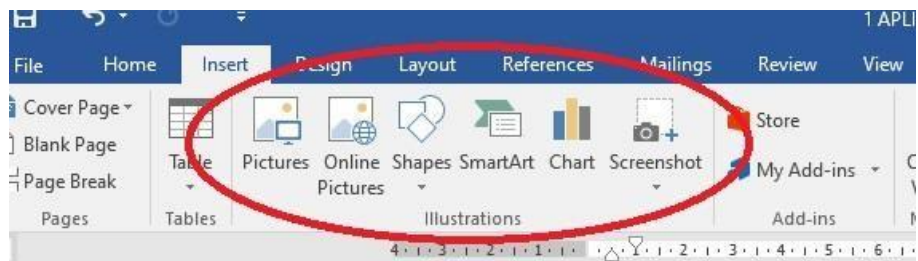 1 APLI
File Home Insert Design Layout References Mailings Review View
Cover Page
Blank Page
Page Break
Pages
Table
Tables
Pictures
Online Pictures
Shapes
SmartArt
Chart
Screenshot
Illustrations
Store
My Add-ins
Add-ins
4 3 2 1 1 2 3 4 5 6